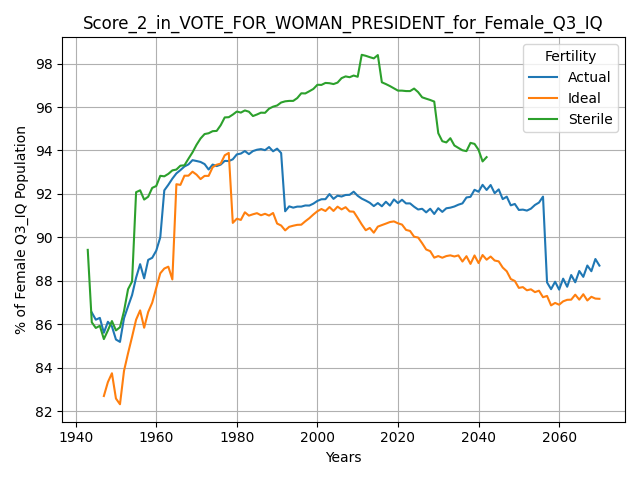 Score_2_in_VOTE_FOR_WOMAN_PRESIDENT_for_Female_Q3_IQ
% of Female Q3_IQ Population
98
96
94
92
90
88
86
84
82
Fertility
Actual
Ideal
Sterile
1940 1960 1980 2000 2020 2040 2060
Years